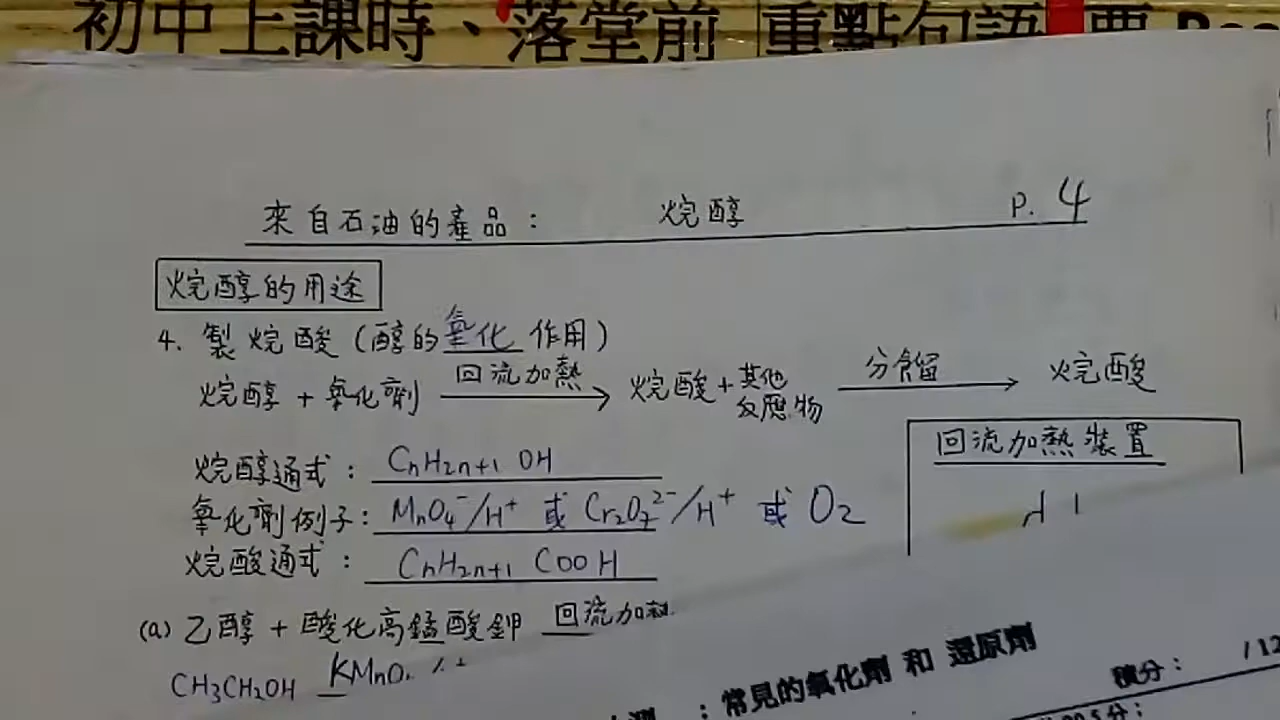 初中上課時、落堂前 重點句語
來自石油的產品： 烷醇 P. 4
烷醇的用途
4. 製烷酸（醇的氧化作用）
烷醇 + 氧化劑 回流加熱 → 烷酸 + 其他反應物 分餾 → 烷酸
回流加熱裝置
烷醇通式： CnH2n+1 OH
氧化劑例子： MnO4⁻/H⁺ 或 Cr2O7²⁻/H⁺ 或 O2
烷酸通式： CnH2n+1 COOH
(a) 乙醇 + 酸化高錳酸鉀 回流加熱
CH3CH2OH KMnO
：常見的氧化劑 和 還原劑
積分： /12